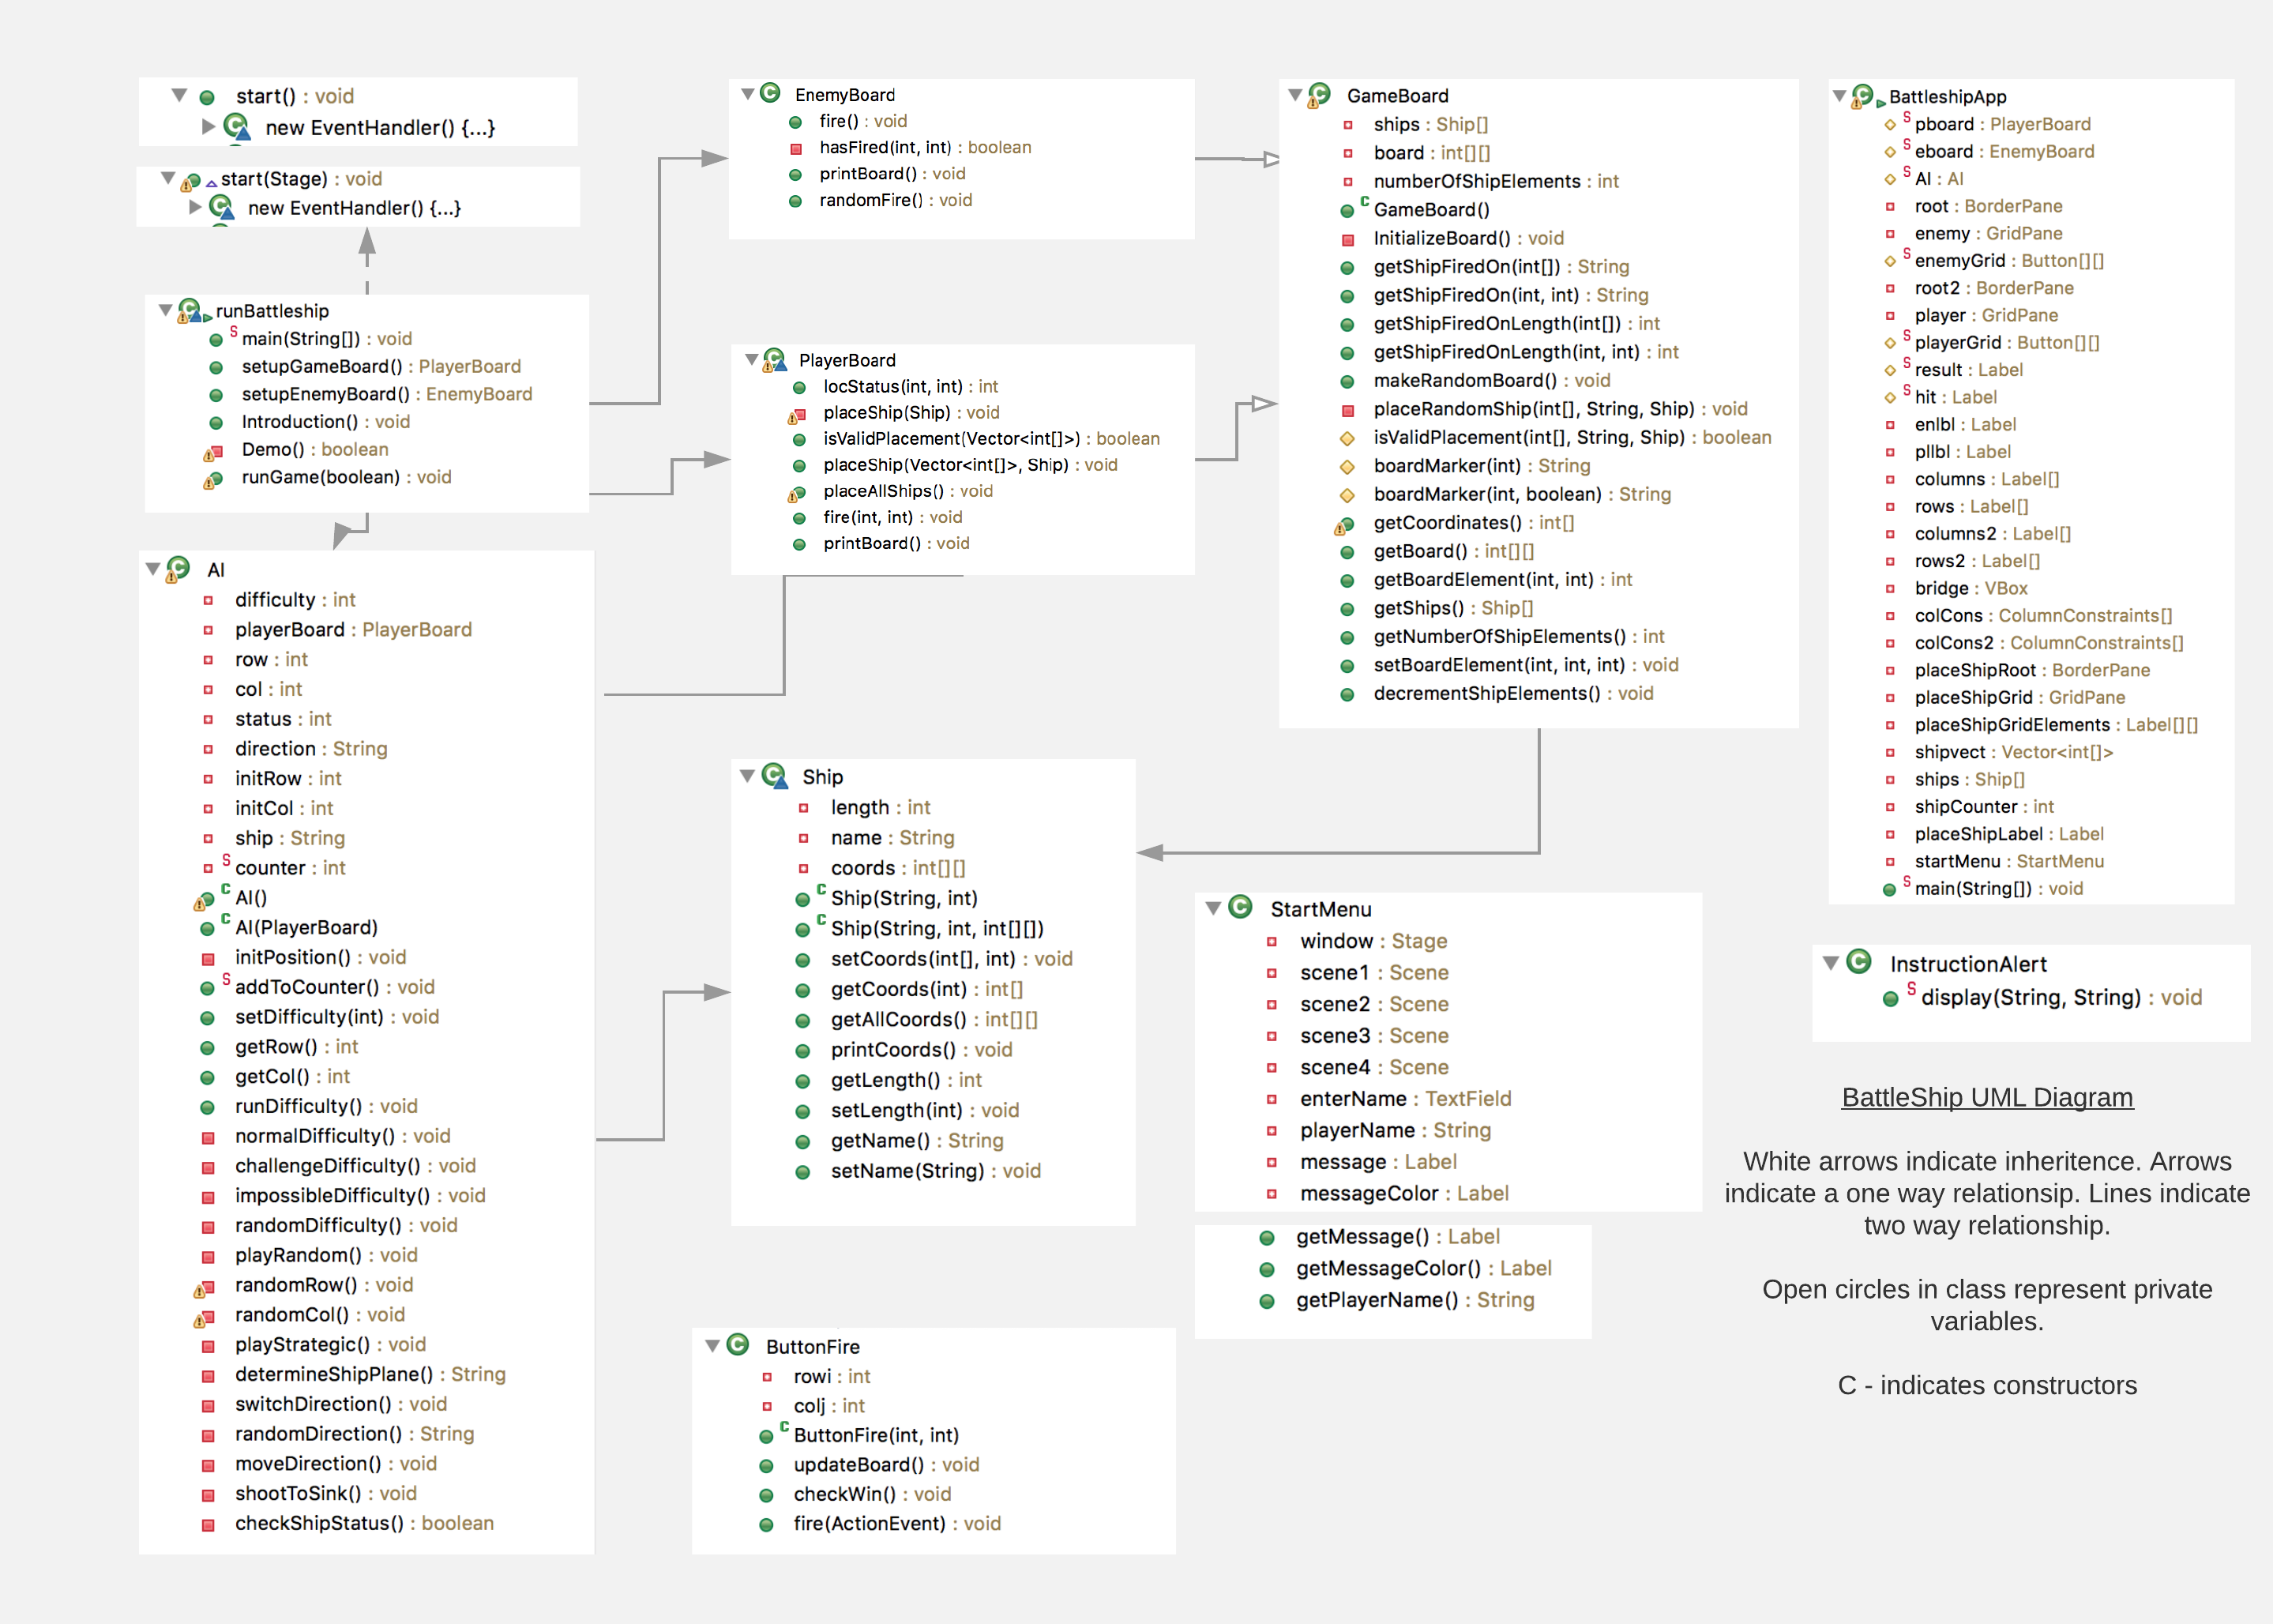 start() : void
new EventHandler() {...}
start(Stage) : void
new EventHandler() {...}
runBattleship
S main(String[]) : void
setupGameBoard() : PlayerBoard
setupEnemyBoard() : EnemyBoard
Introduction() : void
Demo() : boolean
runGame(boolean) : void
AI
difficulty : int
playerBoard : PlayerBoard
row : int
col : int
status : int
direction : String
initRow : int
initCol : int
ship : String
S counter : int
C AI()
C AI(PlayerBoard)
initPosition() : void
S addToCounter() : void
setDifficulty(int) : void
getRow() : int
getCol() : int
runDifficulty() : void
normalDifficulty() : void
challengeDifficulty() : void
impossibleDifficulty() : void
randomDifficulty() : void
playRandom() : void
randomRow() : void
randomCol() : void
playStrategic() : void
determineShipPlane() : String
switchDirection() : void
randomDirection() : String
moveDirection() : void
shootToSink() : void
checkShipStatus() : boolean
EnemyBoard
fire() : void
hasFired(int, int) : boolean
printBoard() : void
randomFire() : void
PlayerBoard
locStatus(int, int) : int
placeShip(Ship) : void
isValidPlacement(Vector<int[]>) : boolean
placeShip(Vector<int[]>, Ship) : void
placeAllShips() : void
fire(int, int) : void
printBoard() : void
Ship
length : int
name : String
coords : int[][]
C Ship(String, int)
C Ship(String, int, int[][])
setCoords(int[], int) : void
getCoords(int) : int[]
getAllCoords() : int[][]
printCoords() : void
getLength() : int
setLength(int) : void
getName() : String
setName(String) : void
ButtonFire
rowi : int
colj : int
C ButtonFire(int, int)
updateBoard() : void
checkWin() : void
fire(ActionEvent) : void
GameBoard
ships : Ship[]
board : int[][]
numberOfShipElements : int
C GameBoard()
InitializeBoard() : void
getShipFiredOn(int[]) : String
getShipFiredOn(int, int) : String
getShipFiredOnLength(int[]) : int
getShipFiredOnLength(int, int) : int
makeRandomBoard() : void
placeRandomShip(int[], String, Ship) : void
isValidPlacement(int[], String, Ship) : boolean
boardMarker(int) : String
boardMarker(int, boolean) : String
getCoordinates() : int[]
getBoard() : int[][]
getBoardElement(int, int) : int
getShips() : Ship[]
getNumberOfShipElements() : int
setBoardElement(int, int, int) : void
decrementShipElements() : void
StartMenu
window : Stage
scene1 : Scene
scene2 : Scene
scene3 : Scene
scene4 : Scene
enterName : TextField
playerName : String
message : Label
messageColor : Label
getMessage() : Label
getMessageColor() : Label
getPlayerName() : String
BattleshipApp
S pboard : PlayerBoard
S eboard : EnemyBoard
S AI : AI
root : BorderPane
enemy : GridPane
S enemyGrid : Button[][]
root2 : BorderPane
player : GridPane
S playerGrid : Button[][]
S result : Label
S hit : Label
enlbl : Label
pllbl : Label
columns : Label[]
rows : Label[]
columns2 : Label[]
rows2 : Label[]
bridge : VBox
colCons : ColumnConstraints[]
colCons2 : ColumnConstraints[]
placeShipRoot : BorderPane
placeShipGrid : GridPane
placeShipGridElements : Label[][]
shipvect : Vector<int[]>
ships : Ship[]
shipCounter : int
placeShipLabel : Label
startMenu : StartMenu
S main(String[]) : void
InstructionAlert
S display(String, String) : void
BattleShip UML Diagram
White arrows indicate inheritence. Arrows
indicate a one way relationsip. Lines indicate
two way relationship.
Open circles in class represent private
variables.
C - indicates constructors